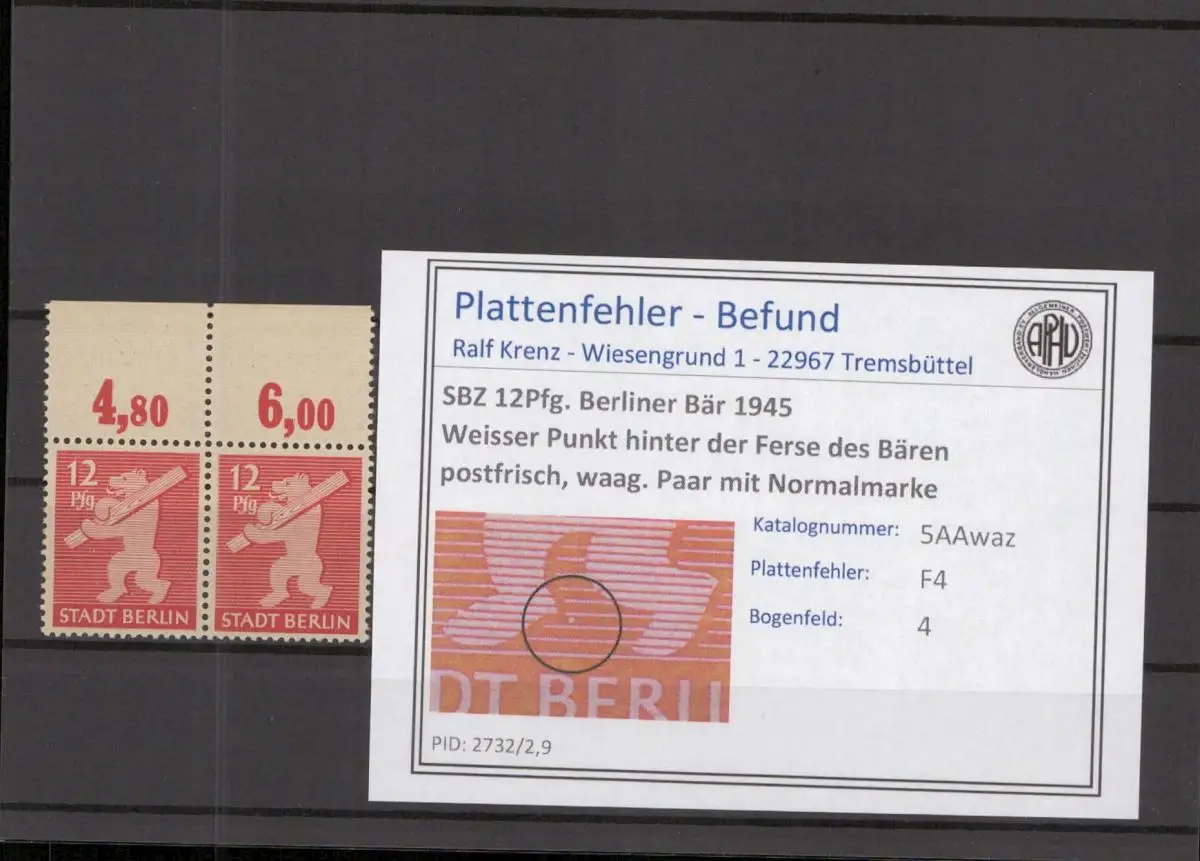 4,80 6,00
12 12
Pfg Pfg
STADT BERLIN STADT BERLIN
Plattenfehler - Befund
Ralf Krenz - Wiesengrund 1 - 22967 Tremsbüttel
APHV
SBZ 12Pfg. Berliner Bär 1945
Weisser Punkt hinter der Ferse des Bären
postfrisch, waag. Paar mit Normalmarke
Katalognummer: 5AAwaz
Plattenfehler: F4
Bogenfeld: 4
DT BERLI
PID: 2732/2,9